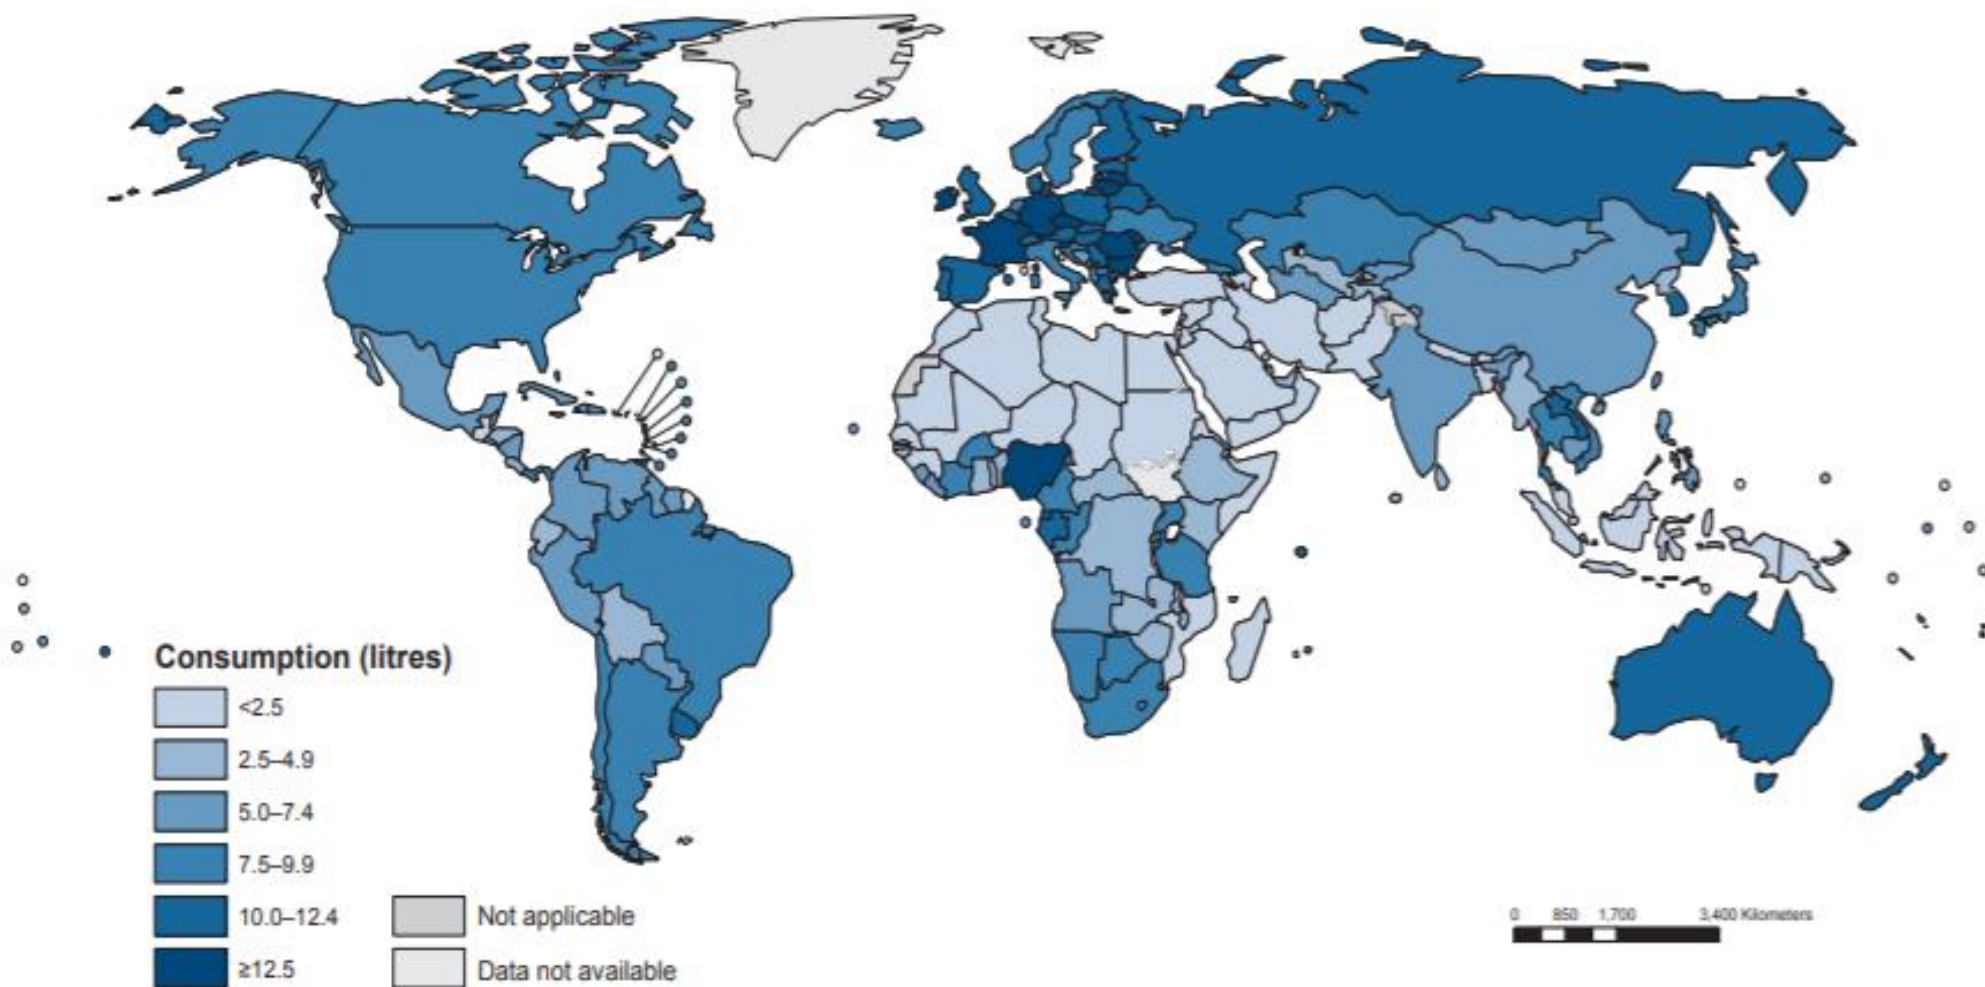 Consumption (litres)
<2.5
2.5–4.9
5.0–7.4
7.5–9.9
10.0–12.4
≥12.5
Not applicable
Data not available
0 850 1,700 3,400 Kilometers